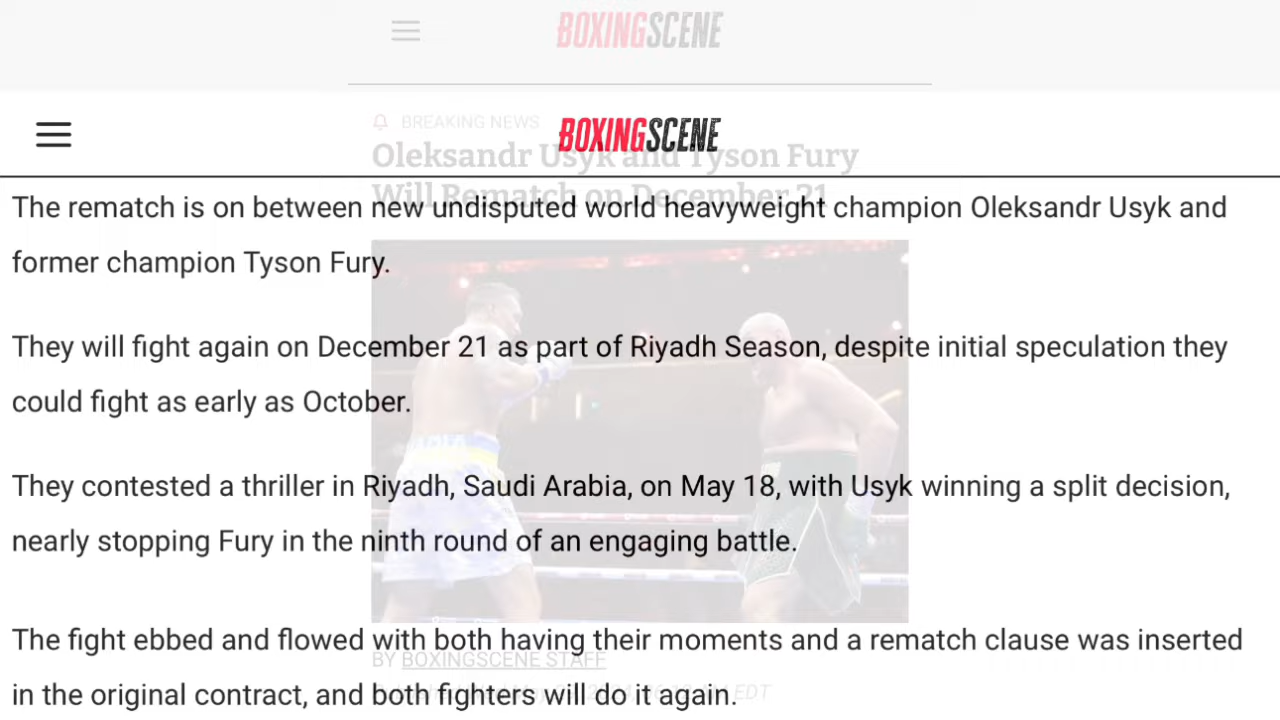 BOXINGSCENE
BREAKING NEWS
BOXINGSCENE
Oleksandr Usyk and Tyson Fury
Will Rematch on December 21
The rematch is on between new undisputed world heavyweight champion Oleksandr Usyk and
former champion Tyson Fury.
They will fight again on December 21 as part of Riyadh Season, despite initial speculation they
could fight as early as October.
They contested a thriller in Riyadh, Saudi Arabia, on May 18, with Usyk winning a split decision,
nearly stopping Fury in the ninth round of an engaging battle.
The fight ebbed and flowed with both having their moments and a rematch clause was inserted
BY BOXINGSCENE STAFF
in the original contract, and both fighters will do it again.
EDT